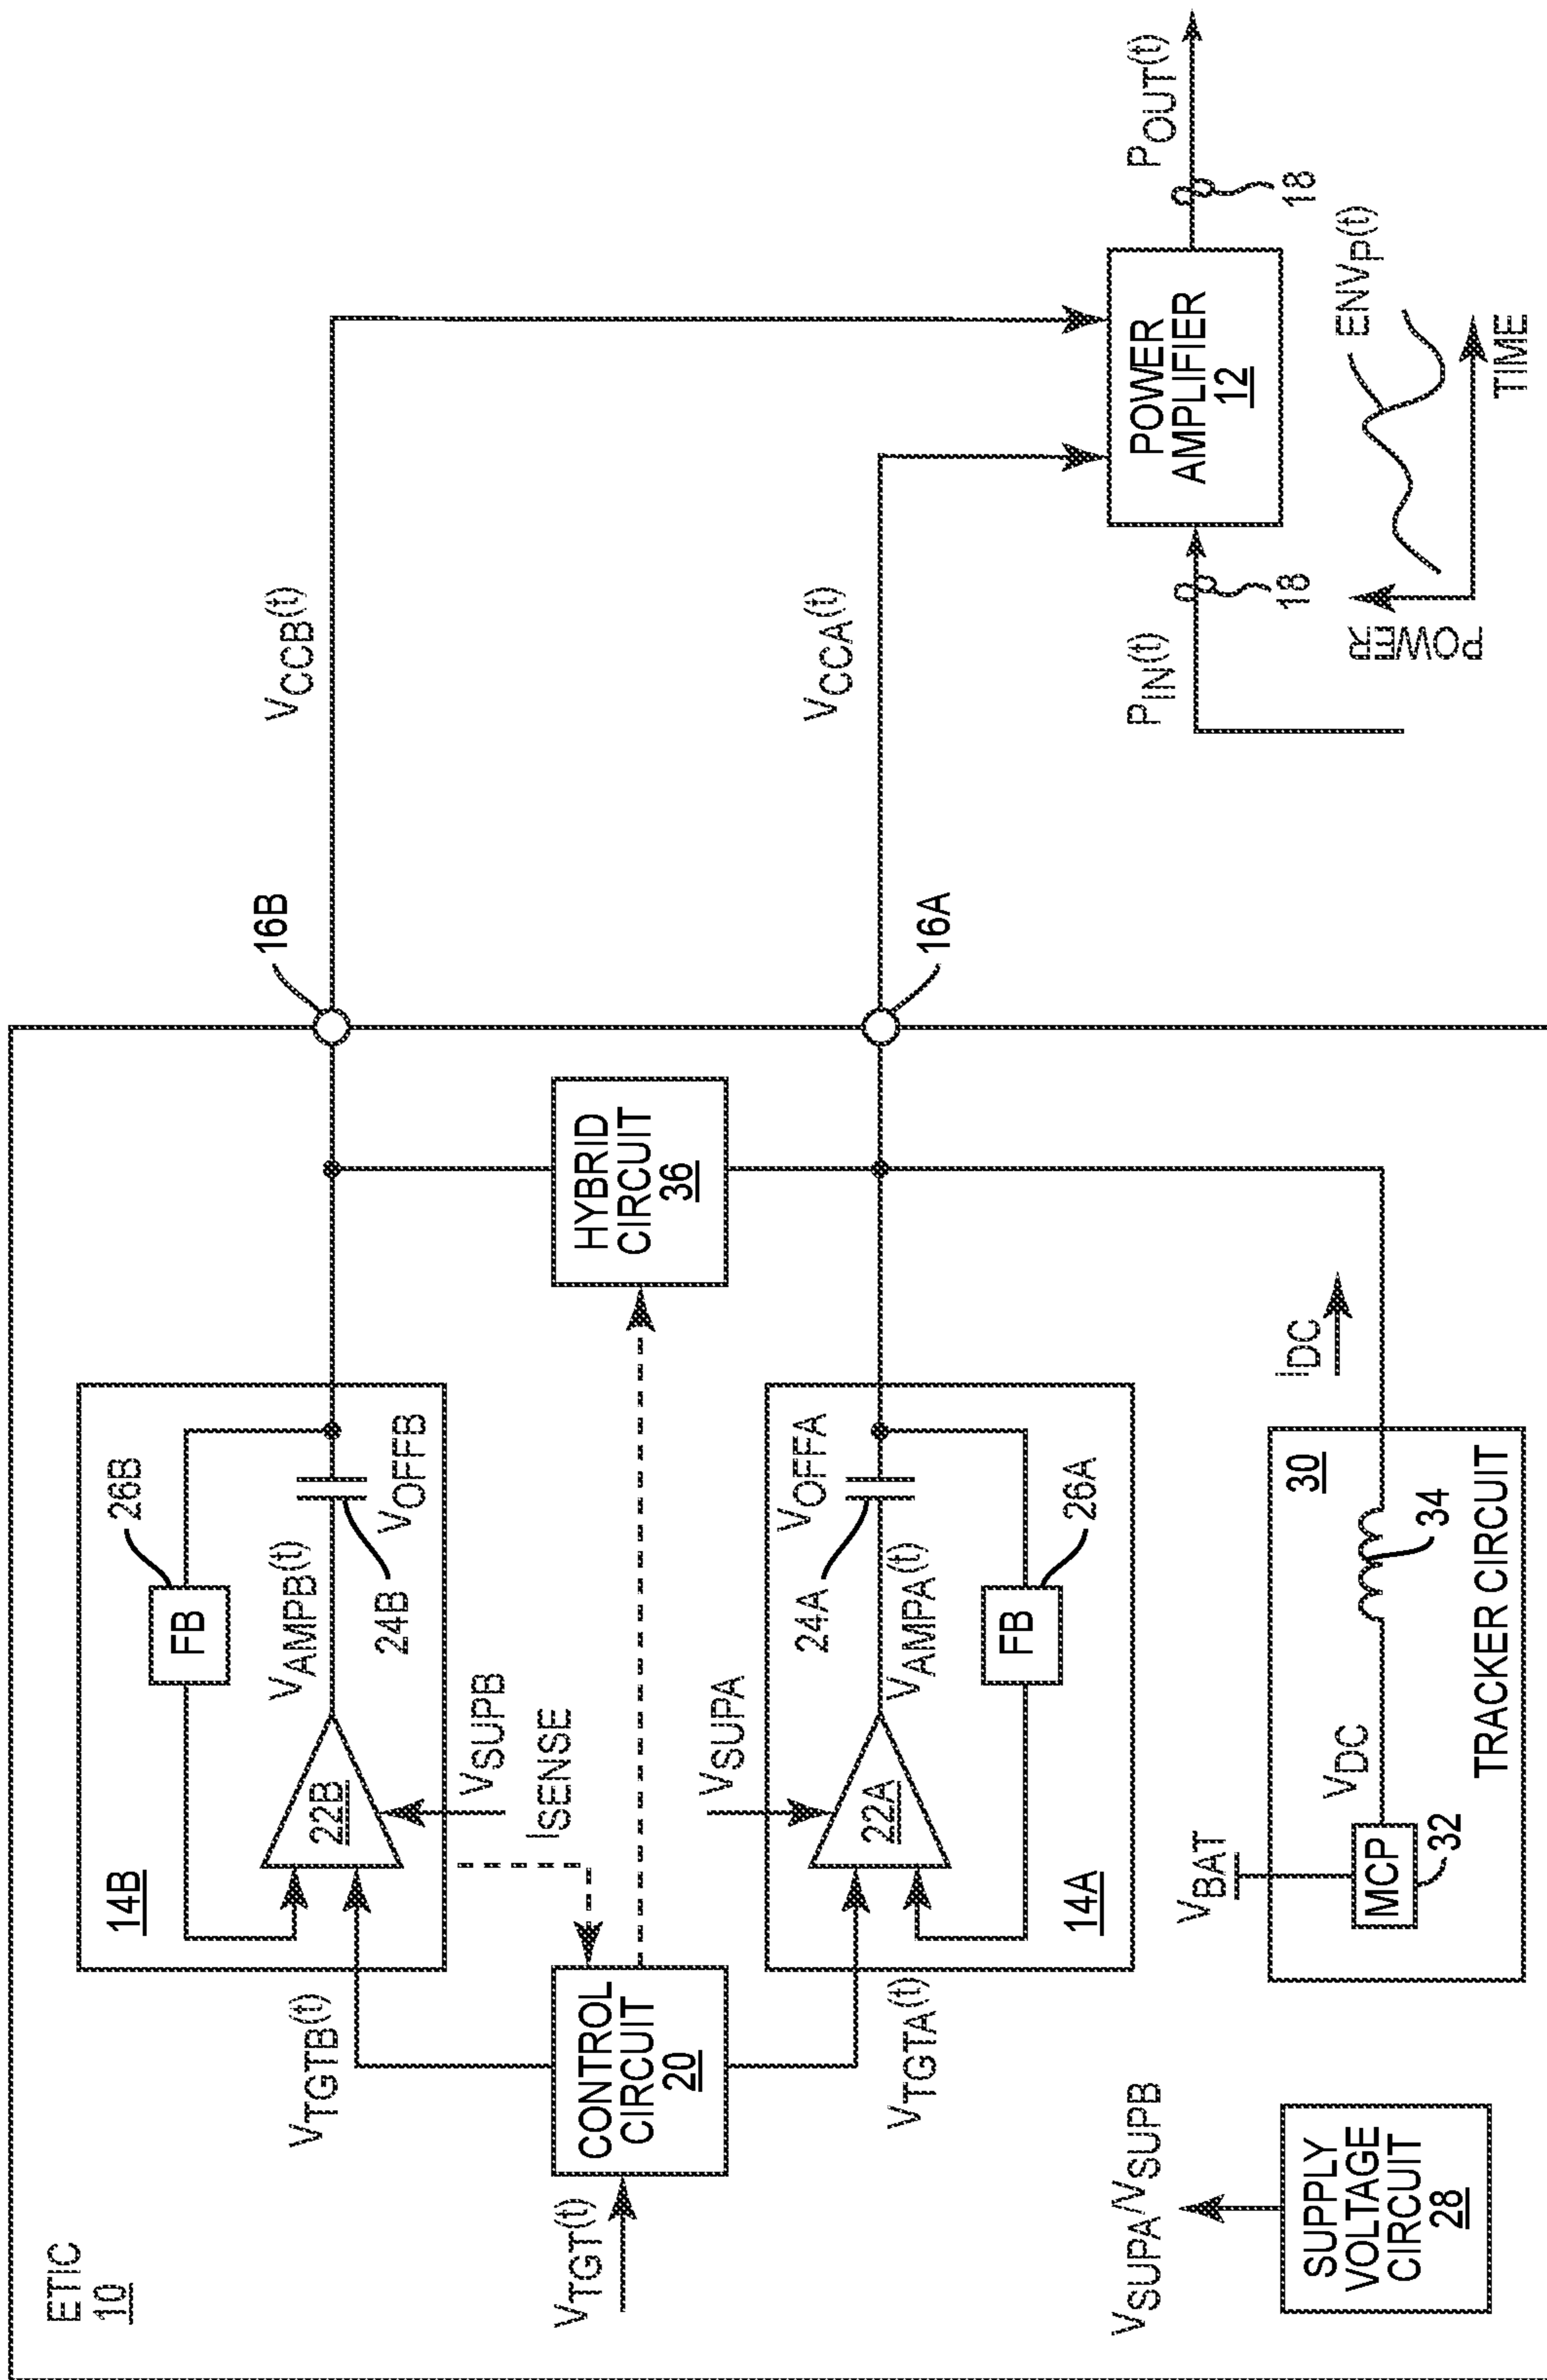 ETIC
10
14B
26B
FB
VAMPB(t)
22B
24B
VOFFB
VSUPB
ISENSE
VTGTB(t)
VTGT(t)
CONTROL
CIRCUIT
20
VTGTA(t)
HYBRID
CIRCUIT
36
16B
VCCB(t)
VSUPA
22A
24A
VOFFA
VAMPA(t)
FB
26A
14A
16A
VCCA(t)
SUPPLY
VOLTAGE
CIRCUIT
28
VSUPA/VSUPB
VBAT
MCP
32
VDC
34
30
TRACKER CIRCUIT
IDC
PIN(t)
18
POWER
AMPLIFIER
12
18
POUT(t)
POWER
ENVP(t)
TIME